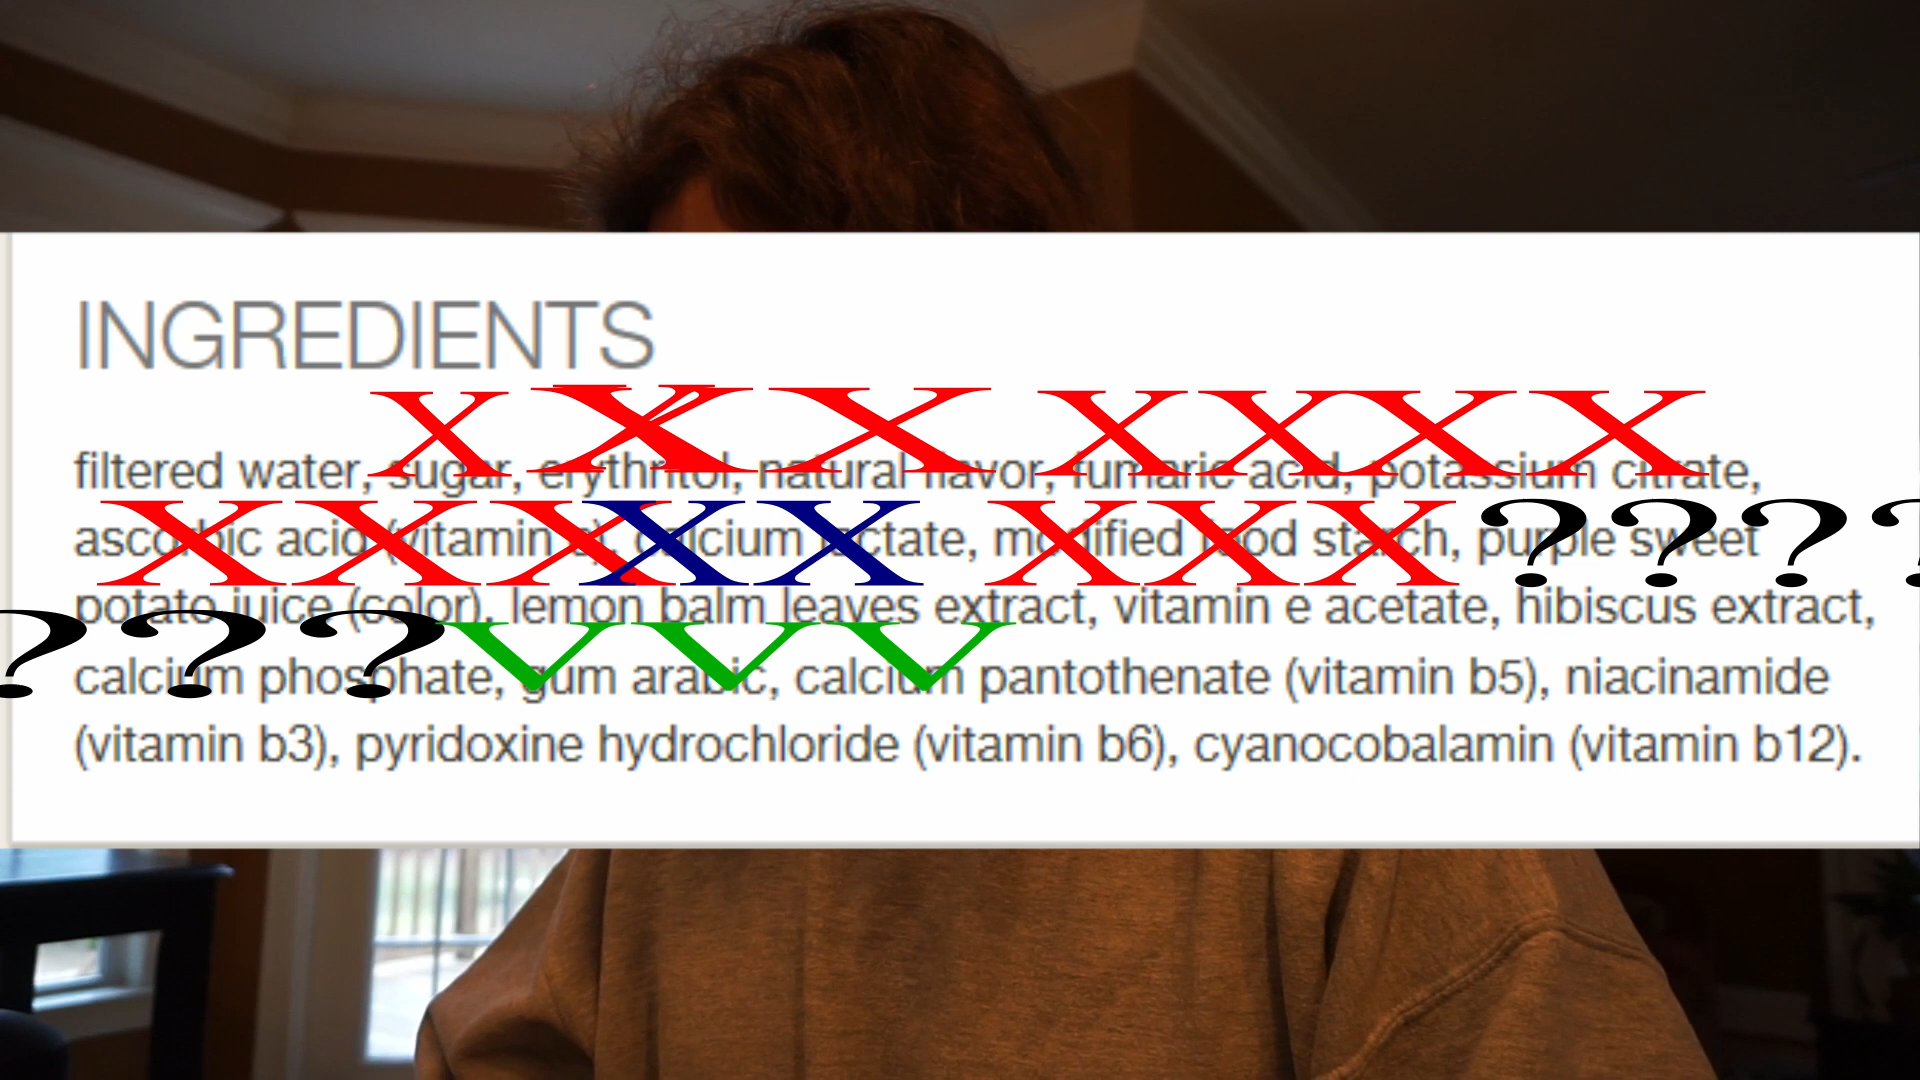 INGREDIENTS
X X X X X X X
filtered water, sugar, erythritol, natural flavor, fumaric acid, potassium citrate,
X X X X X X X X ? ? ? ?
ascorbic acid (vitamin c), calcium lactate, modified food starch, purple sweet
potato juice (color), lemon balm leaves extract, vitamin e acetate, hibiscus extract,
? ? ? V V V
calcium phosphate, gum arabic, calcium pantothenate (vitamin b5), niacinamide
(vitamin b3), pyridoxine hydrochloride (vitamin b6), cyanocobalamin (vitamin b12).